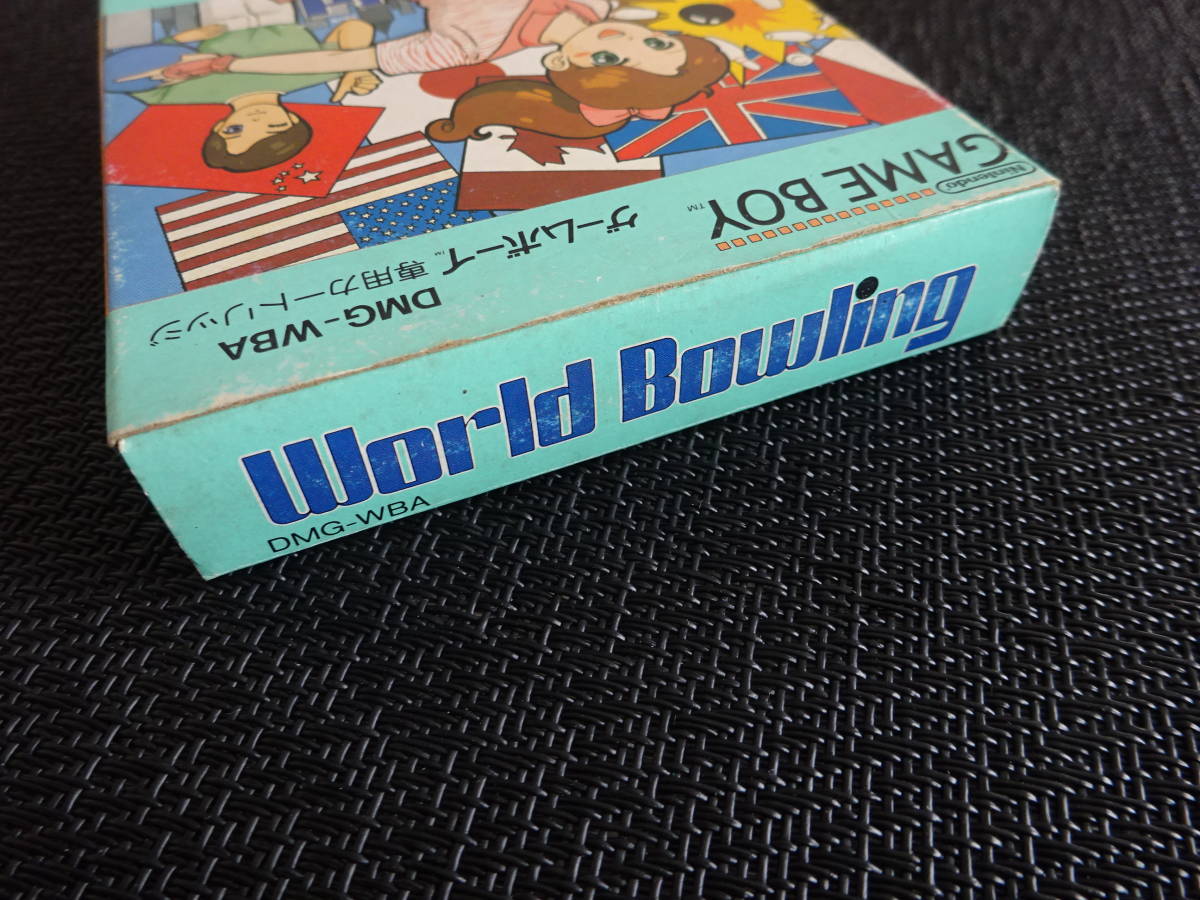 Nintendo
GAME BOY™
ゲームボーイ™専用カートリッジ
DMG-WBA
World Bowling
DMG-WBA